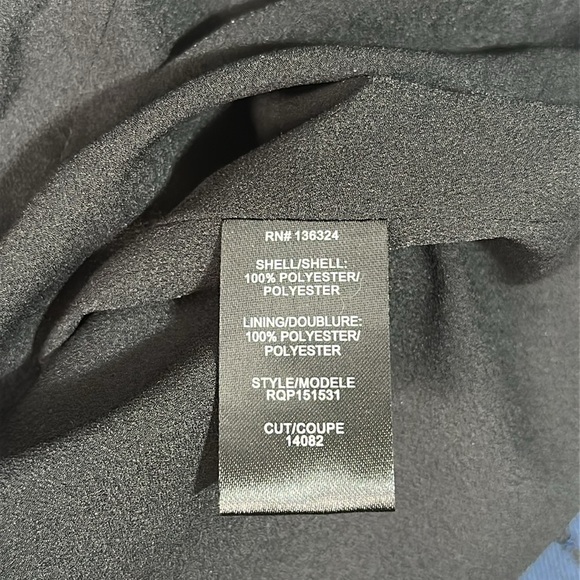 RN# 136324
SHELL/SHELL:
100% POLYESTER/
POLYESTER
LINING/DOUBLURE:
100% POLYESTER/
POLYESTER
STYLE/MODELE
RQP151531
CUT/COUPE
14082